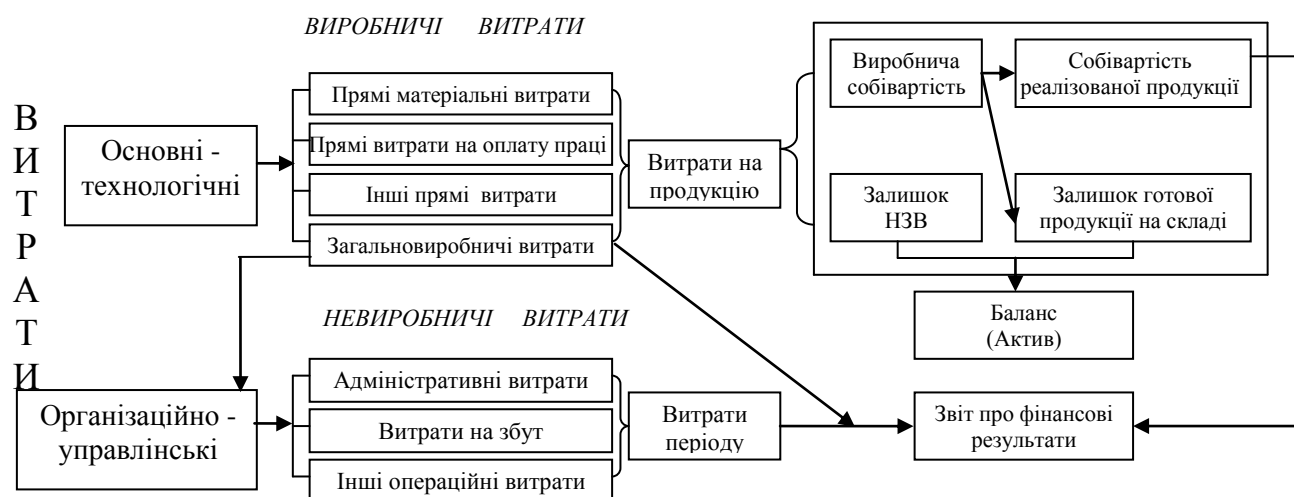 ВИРОБНИЧІ ВИТРАТИ
ВИТРАТИ
Основні -
технологічні
Прямі матеріальні витрати
Прямі витрати на оплату праці
Інші прямі витрати
Загальновиробничі витрати
Витрати на
продукцію
Виробнича
собівартість
Собівартість
реалізованої продукції
Залишок
НЗВ
Залишок готової
продукції на складі
Баланс
(Актив)
НЕВИРОБНИЧІ ВИТРАТИ
Організаційно -
управлінські
Адміністративні витрати
Витрати на збут
Інші операційні витрати
Витрати
періоду
Звіт про фінансові
результати